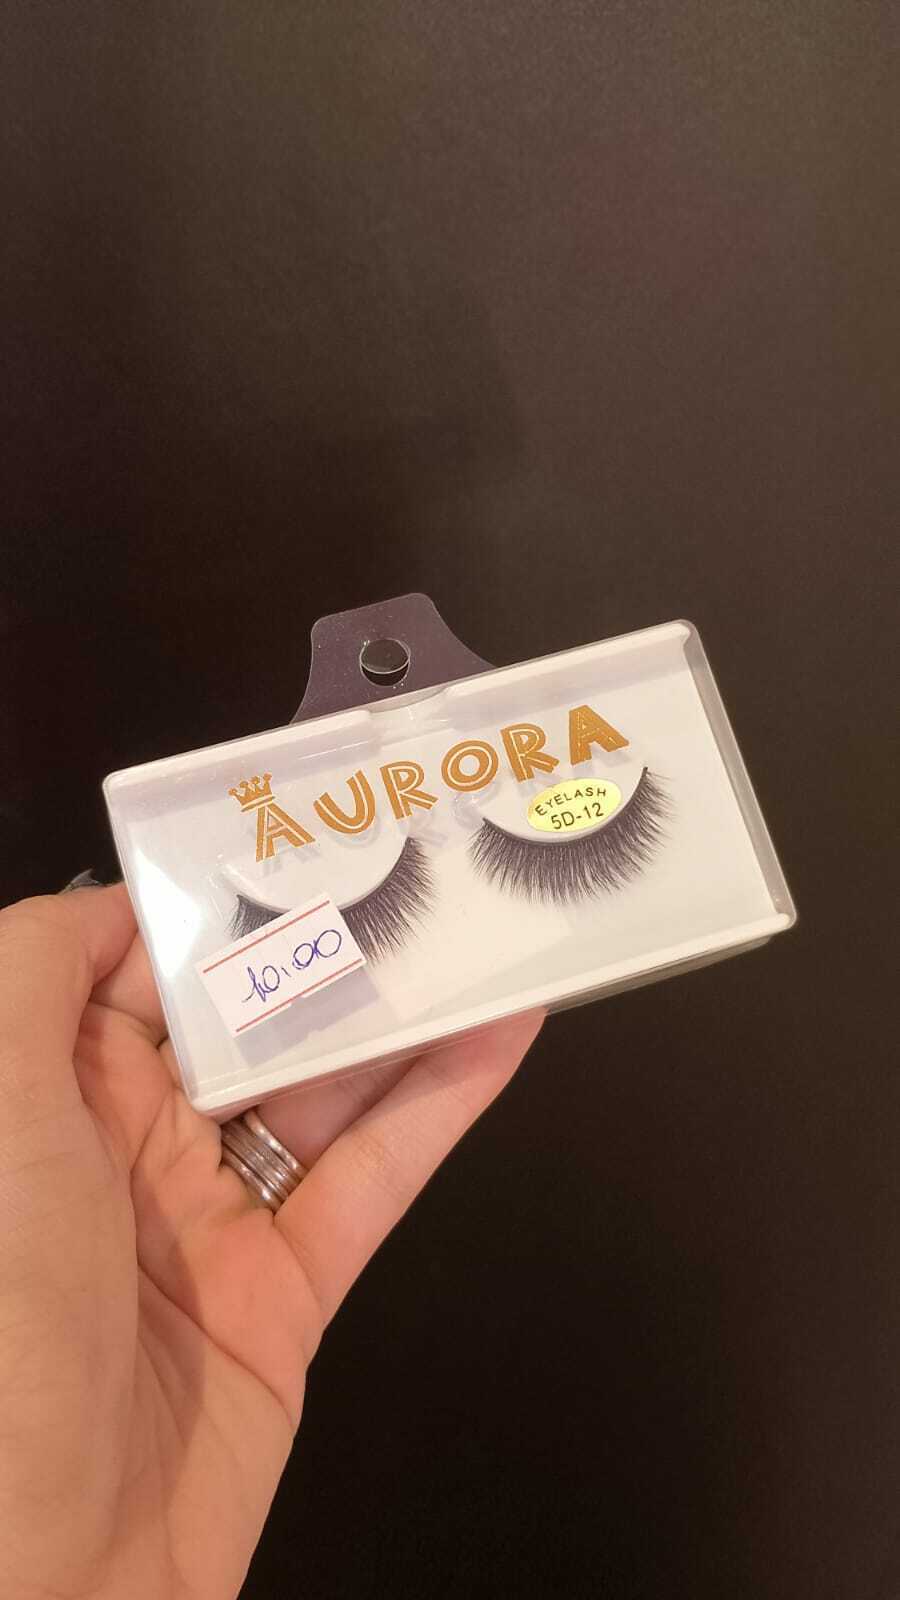 AURORA
EYELASH
5D-12
10.00